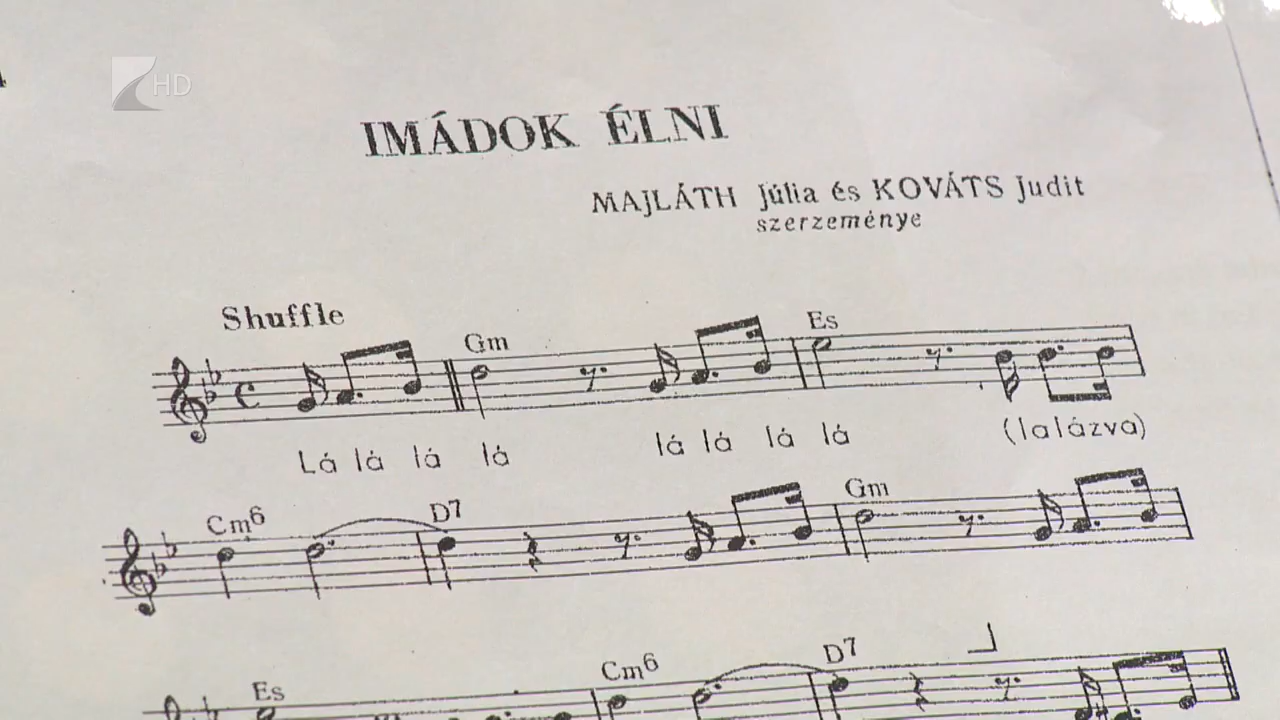 HD
IMÁDOK ÉLNI
MAJLÁTH Júlia és KOVÁTS Judit
szerzeménye
Shuffle
Gm Es
Lá lá lá lá lá lá lá lá (lalázva)
Cm6 D7 Gm
Es Cm6 D7